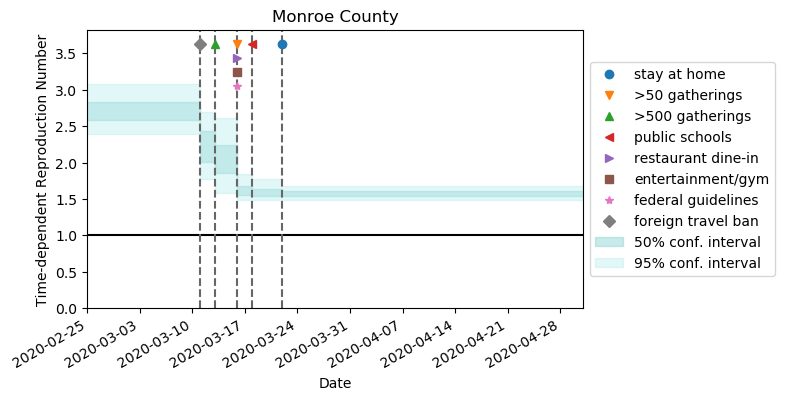 Monroe County
Time-dependent Reproduction Number
3.5
3.0
2.5
2.0
1.5
1.0
0.5
0.0
2020-02-25
2020-03-03
2020-03-10
2020-03-17
2020-03-24
2020-03-31
2020-04-07
2020-04-14
2020-04-21
2020-04-28
Date
stay at home
>50 gatherings
>500 gatherings
public schools
restaurant dine-in
entertainment/gym
federal guidelines
foreign travel ban
50% conf. interval
95% conf. interval